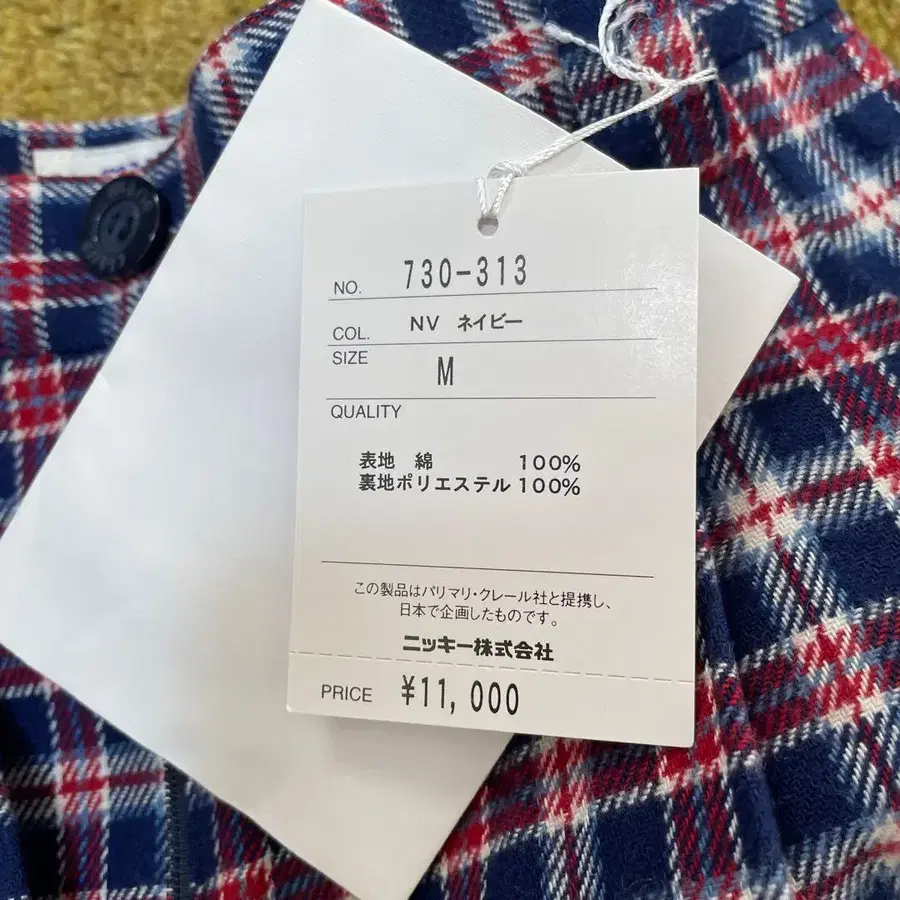 NO. 730-313
COL. NV ネイビー
SIZE M
QUALITY
表地 綿 100%
裏地ポリエステル 100%
この製品はパリマリ・クレール社と提携し、
日本で企画したものです。
ニッキー株式会社
PRICE ¥11,000